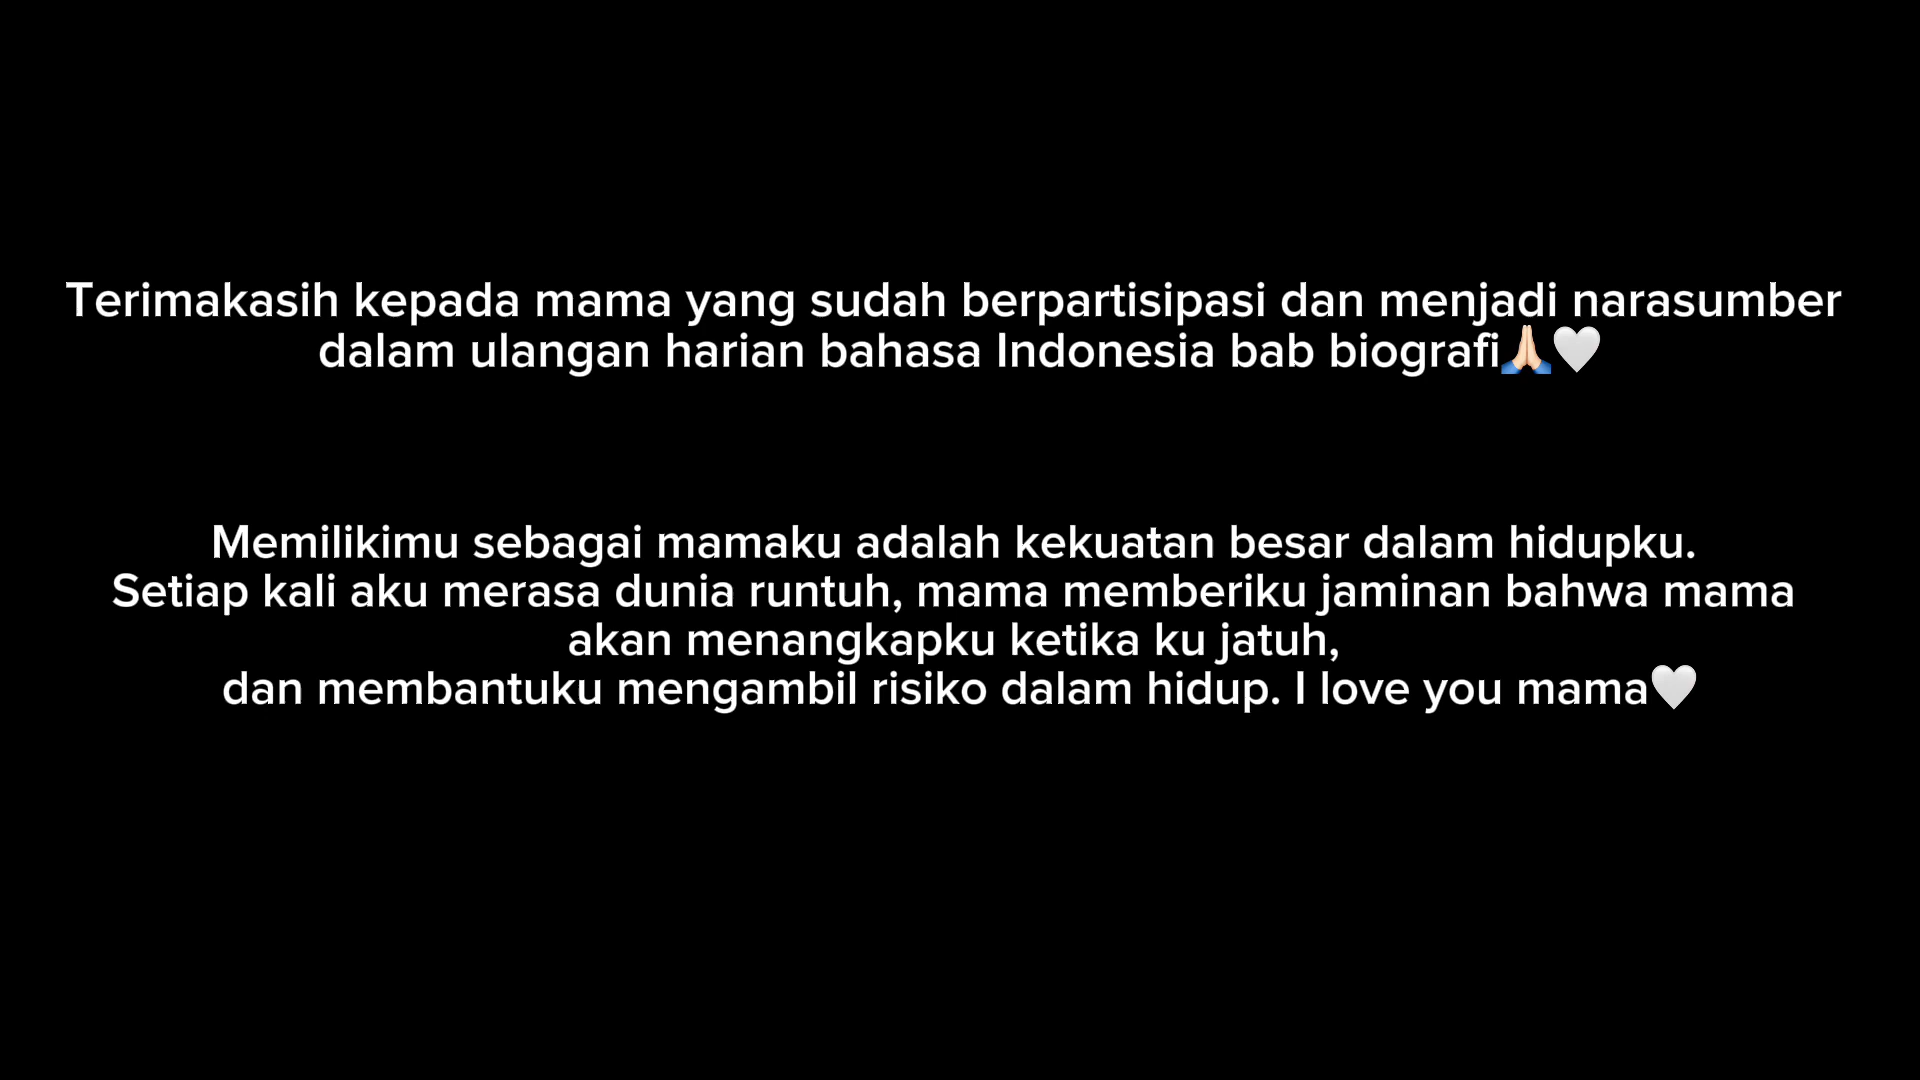 Terimakasih kepada mama yang sudah berpartisipasi dan menjadi narasumber
dalam ulangan harian bahasa Indonesia bab biografi🙏🏻🤍
Memilikimu sebagai mamaku adalah kekuatan besar dalam hidupku.
Setiap kali aku merasa dunia runtuh, mama memberiku jaminan bahwa mama
akan menangkapku ketika ku jatuh,
dan membantuku mengambil risiko dalam hidup. I love you mama🤍